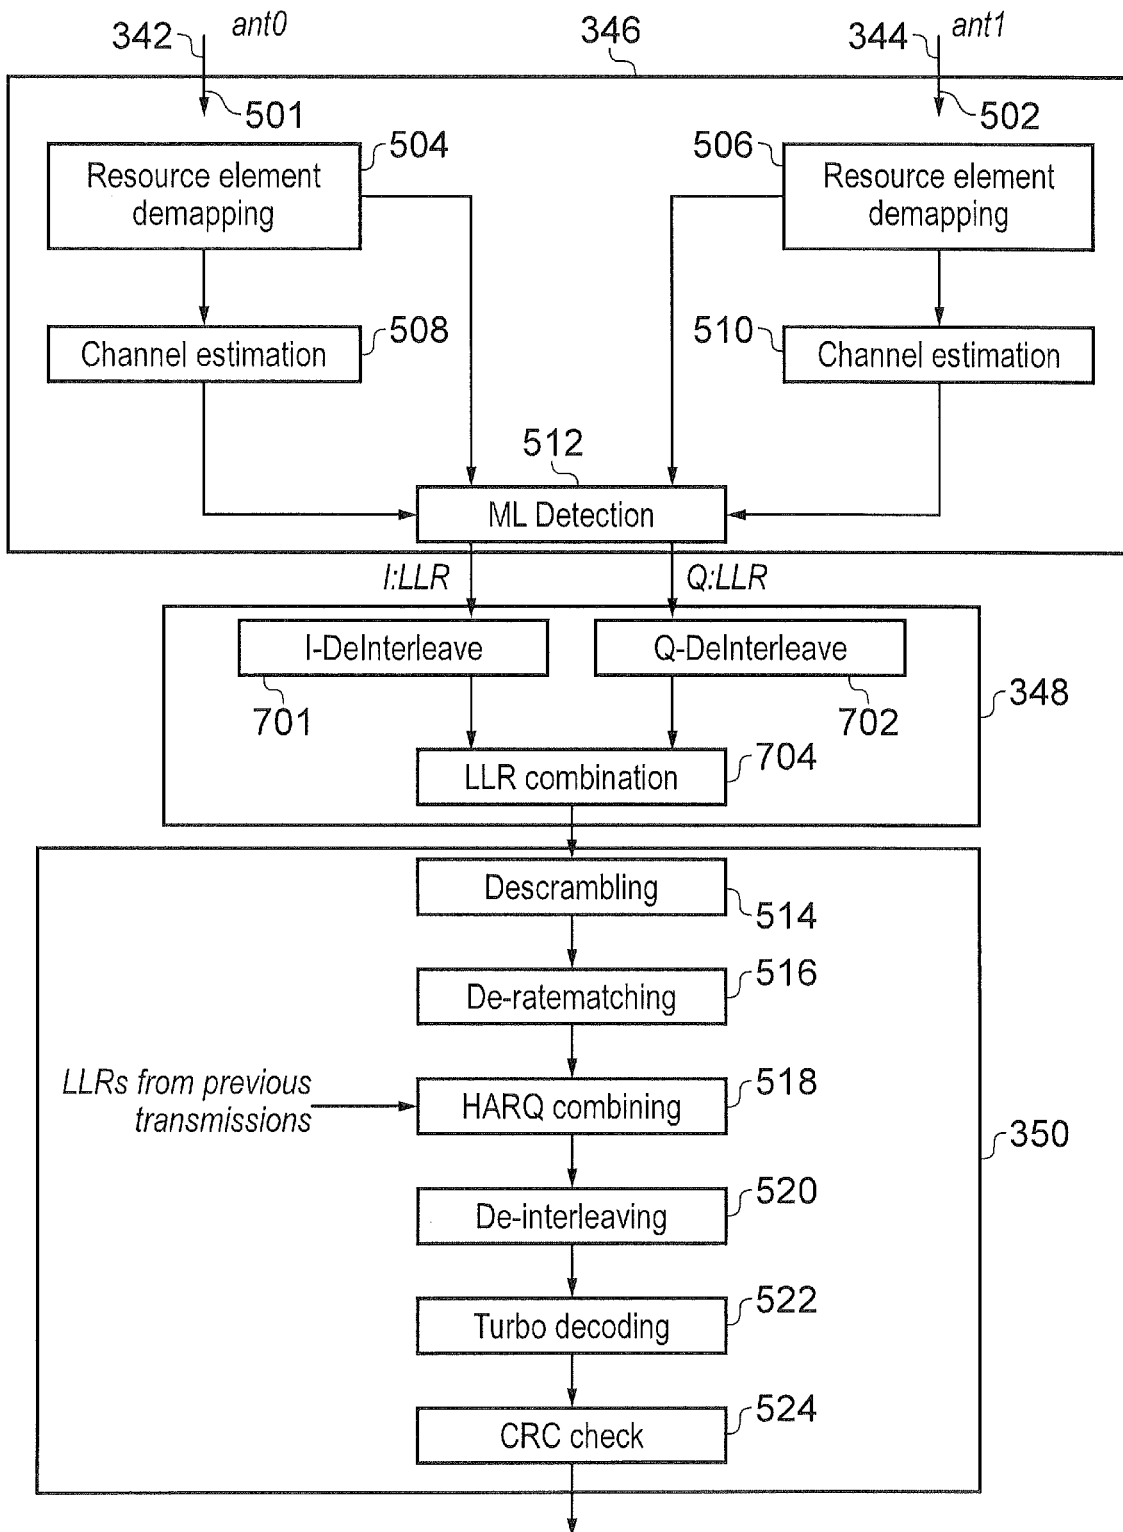 342
ant0
346
344
ant1
501
502
504
506
Resource element
demapping
Resource element
demapping
508
510
Channel estimation
Channel estimation
512
ML Detection
I:LLR
Q:LLR
I-DeInterleave
Q-DeInterleave
701
702
348
704
LLR combination
Descrambling
514
516
De-ratematching
LLRs from previous
transmissions
518
HARQ combining
350
520
De-interleaving
522
Turbo decoding
524
CRC check